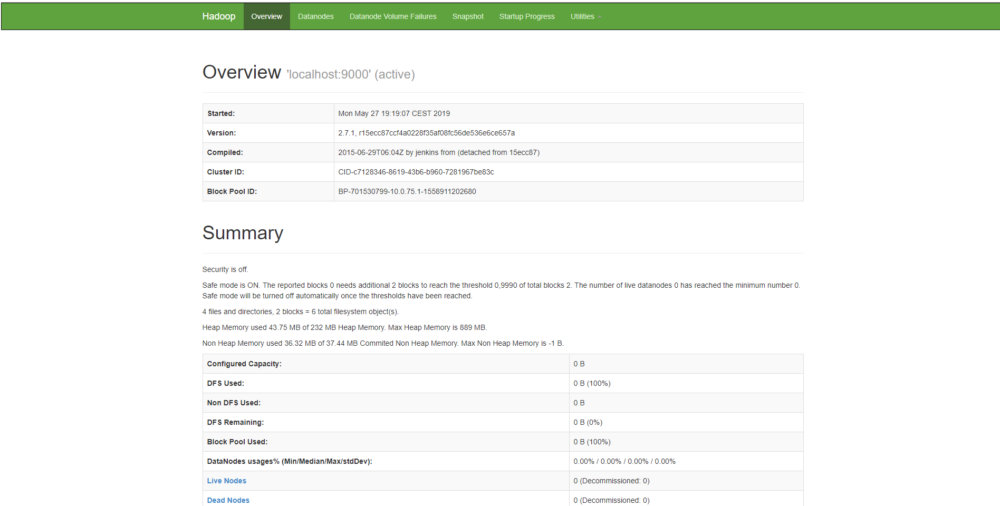 Hadoop Overview Datanodes Datanode Volume Failures Snapshot Startup Progress Utilities
Overview 'localhost:9000' (active)
Started: Mon May 27 19:19:07 CEST 2019
Version: 2.7.1, r15ecc87ccf4a0228f35af08fc56de536e6ce657a
Compiled: 2015-06-29T06:04Z by jenkins from (detached from 15ecc87)
Cluster ID: CID-c7128346-8619-43b6-b960-7281967be83c
Block Pool ID: BP-701530799-10.0.75.1-1558911202680
Summary
Security is off.
Safe mode is ON. The reported blocks 0 needs additional 2 blocks to reach the threshold 0,9990 of total blocks 2. The number of live datanodes 0 has reached the minimum number 0.
Safe mode will be turned off automatically once the thresholds have been reached.
4 files and directories, 2 blocks = 6 total filesystem object(s).
Heap Memory used 43.75 MB of 232 MB Heap Memory. Max Heap Memory is 889 MB.
Non Heap Memory used 36.32 MB of 37.44 MB Commited Non Heap Memory. Max Non Heap Memory is -1 B.
Configured Capacity: 0 B
DFS Used: 0 B (100%)
Non DFS Used: 0 B
DFS Remaining: 0 B (0%)
Block Pool Used: 0 B (100%)
DataNodes usages% (Min/Median/Max/stdDev): 0.00% / 0.00% / 0.00% / 0.00%
Live Nodes 0 (Decommissioned: 0)
Dead Nodes 0 (Decommissioned: 0)